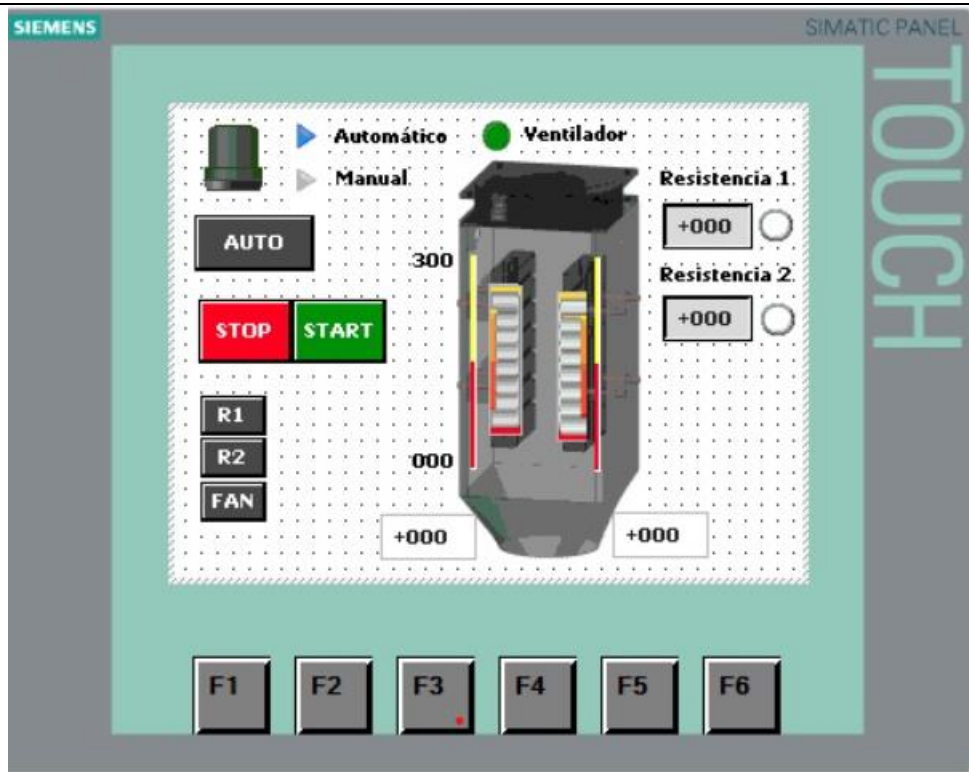 SIEMENS
SIMATIC PANEL
TOUCH
Automático
Ventilador
Manual
Resistencia 1
+000
AUTO
300
Resistencia 2
+000
STOP
START
R1
R2
000
FAN
+000
+000
F1
F2
F3
F4
F5
F6